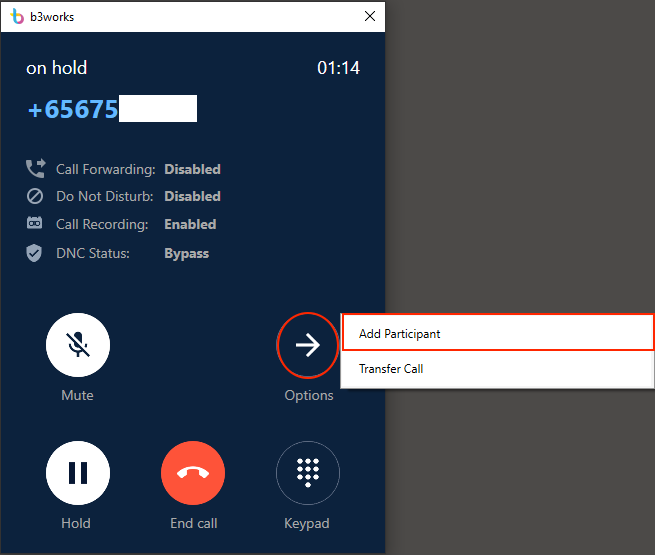 b3works
on hold 01:14
+65675
Call Forwarding: Disabled
Do Not Disturb: Disabled
Call Recording: Enabled
DNC Status: Bypass
Add Participant
Transfer Call
Mute Options
Hold End call Keypad